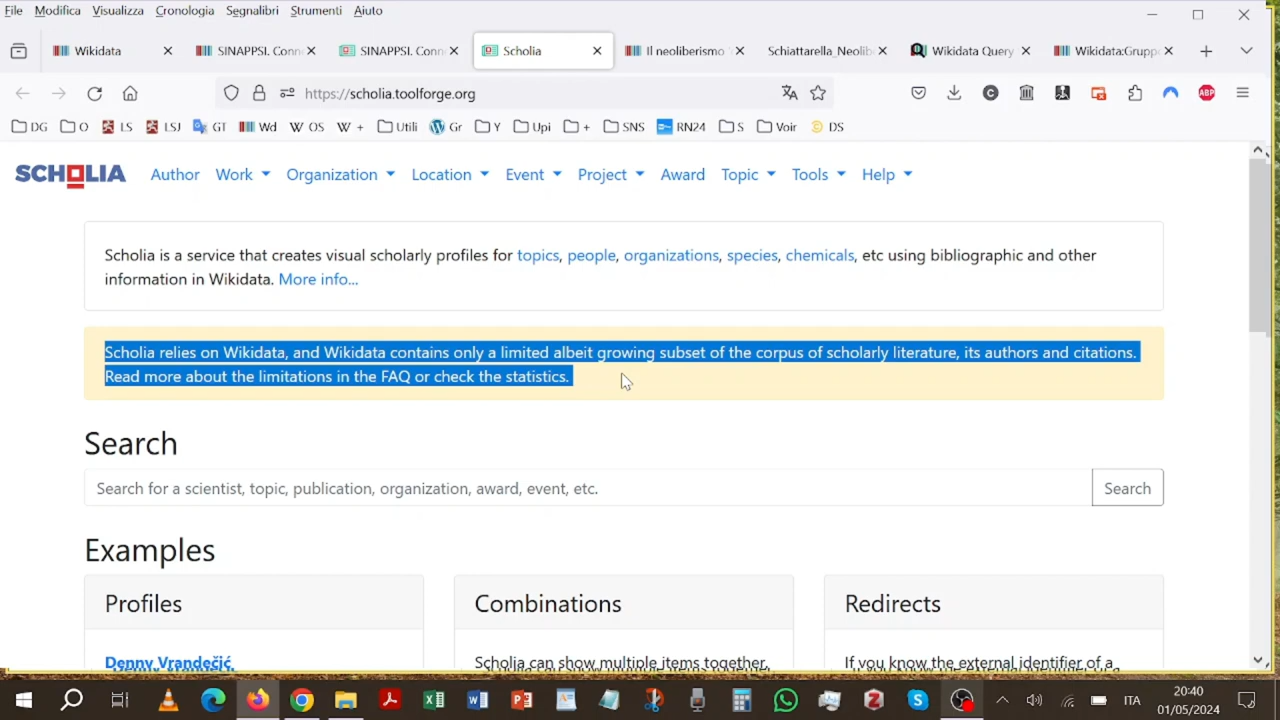 File Modifica Visualizza Cronologia Segnalibri Strumenti Aiuto
Wikidata SINAPPSI. Conn SINAPPSI. Conn Scholia Il neoliberismo Schiattarella_Neolib Wikidata Query Wikidata:Gruppo
https://scholia.toolforge.org ABP
DG O LS LSJ GT Wd OS + Utili Gr Y Upi + SNS RN24 S Voir DS
SCHOLIA Author Work Organization Location Event Project Award Topic Tools Help
Scholia is a service that creates visual scholarly profiles for topics, people, organizations, species, chemicals, etc using bibliographic and other
information in Wikidata. More info...
Scholia relies on Wikidata, and Wikidata contains only a limited albeit growing subset of the corpus of scholarly literature, its authors and citations.
Read more about the limitations in the FAQ or check the statistics.
Search
Search for a scientist, topic, publication, organization, award, event, etc. Search
Examples
Profiles Combinations Redirects
Denny Vrandečić, Scholia can show multiple items together, If you know the external identifier of a
ITA 20:40
01/05/2024